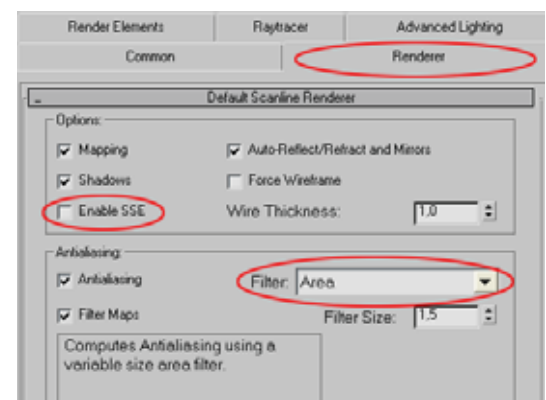 Render Elements Raytracer Advanced Lighting
Common Renderer
- Default Scanline Renderer
Options:
Mapping Auto-Reflect/Refract and Mirrors
Shadows Force Wireframe
Enable SSE Wire Thickness: 1,0
Antialiasing:
Antialiasing Filter: Area
Filter Maps Filter Size: 1,5
Computes Antialiasing using a
variable size area filter.